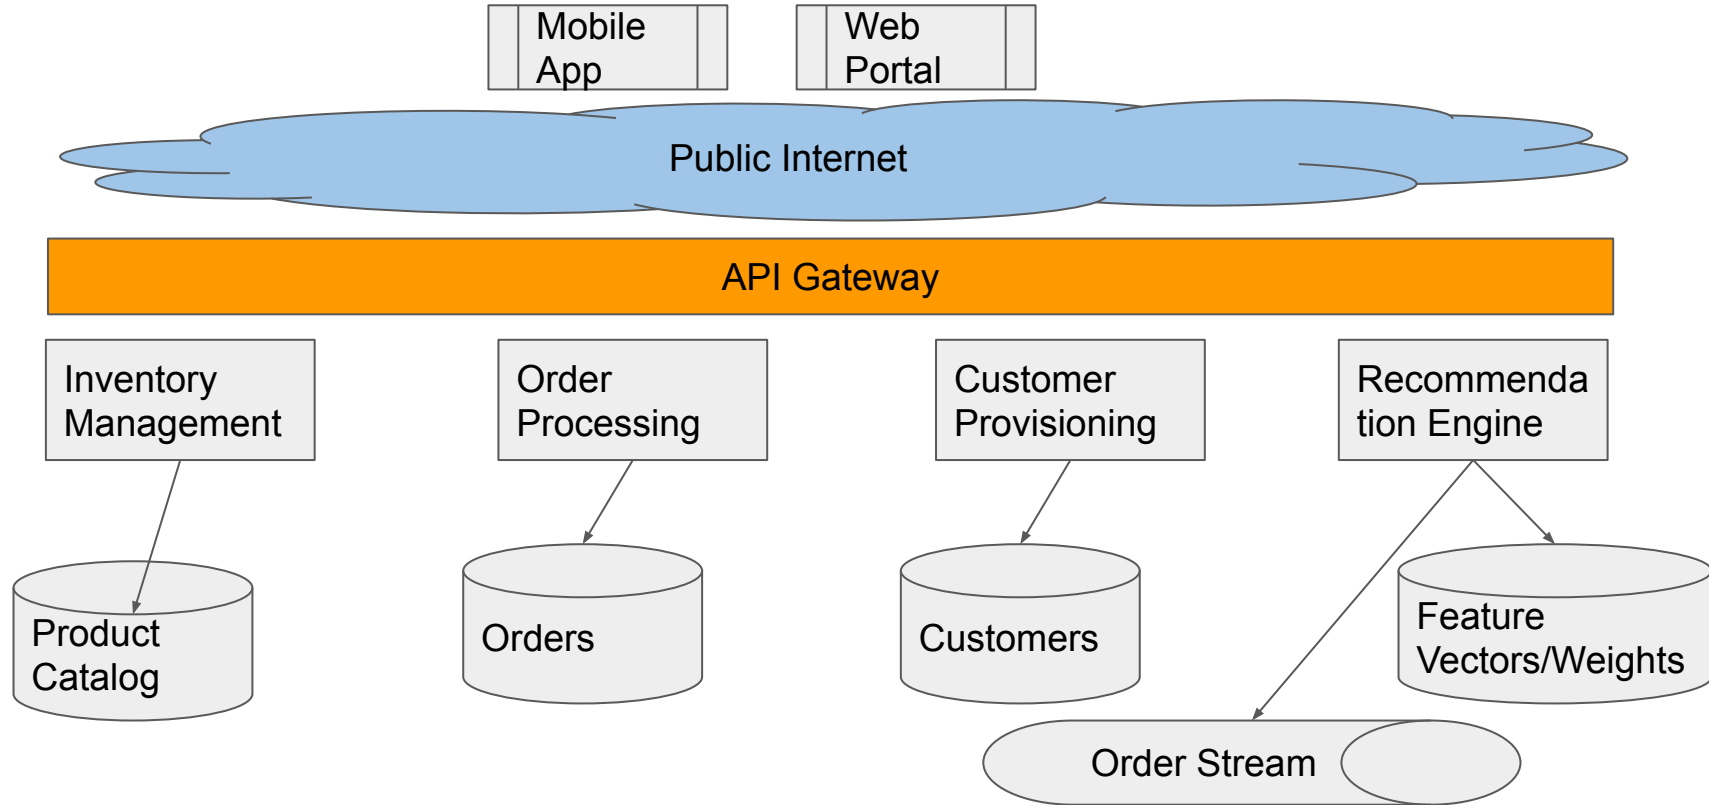 Mobile
App
Web
Portal
Public Internet
API Gateway
Inventory
Management
Order
Processing
Customer
Provisioning
Recommenda
tion Engine
Product
Catalog
Orders
Customers
Feature
Vectors/Weights
Order Stream